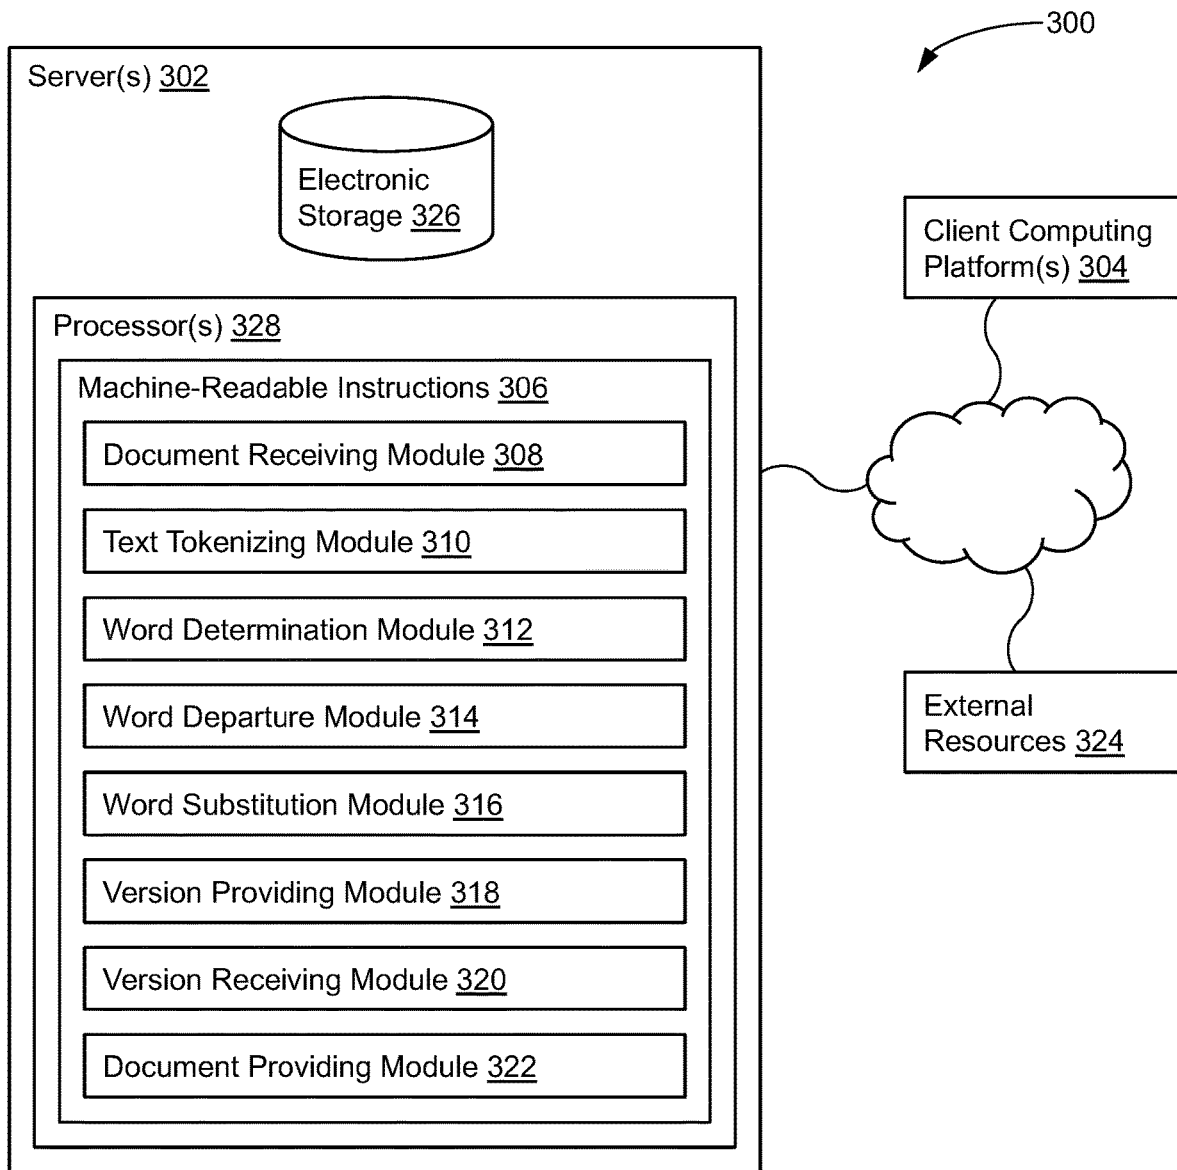 300
Server(s) 302
Electronic
Storage 326
Processor(s) 328
Machine-Readable Instructions 306
Document Receiving Module 308
Text Tokenizing Module 310
Word Determination Module 312
Word Departure Module 314
Word Substitution Module 316
Version Providing Module 318
Version Receiving Module 320
Document Providing Module 322
Client Computing
Platform(s) 304
External
Resources 324